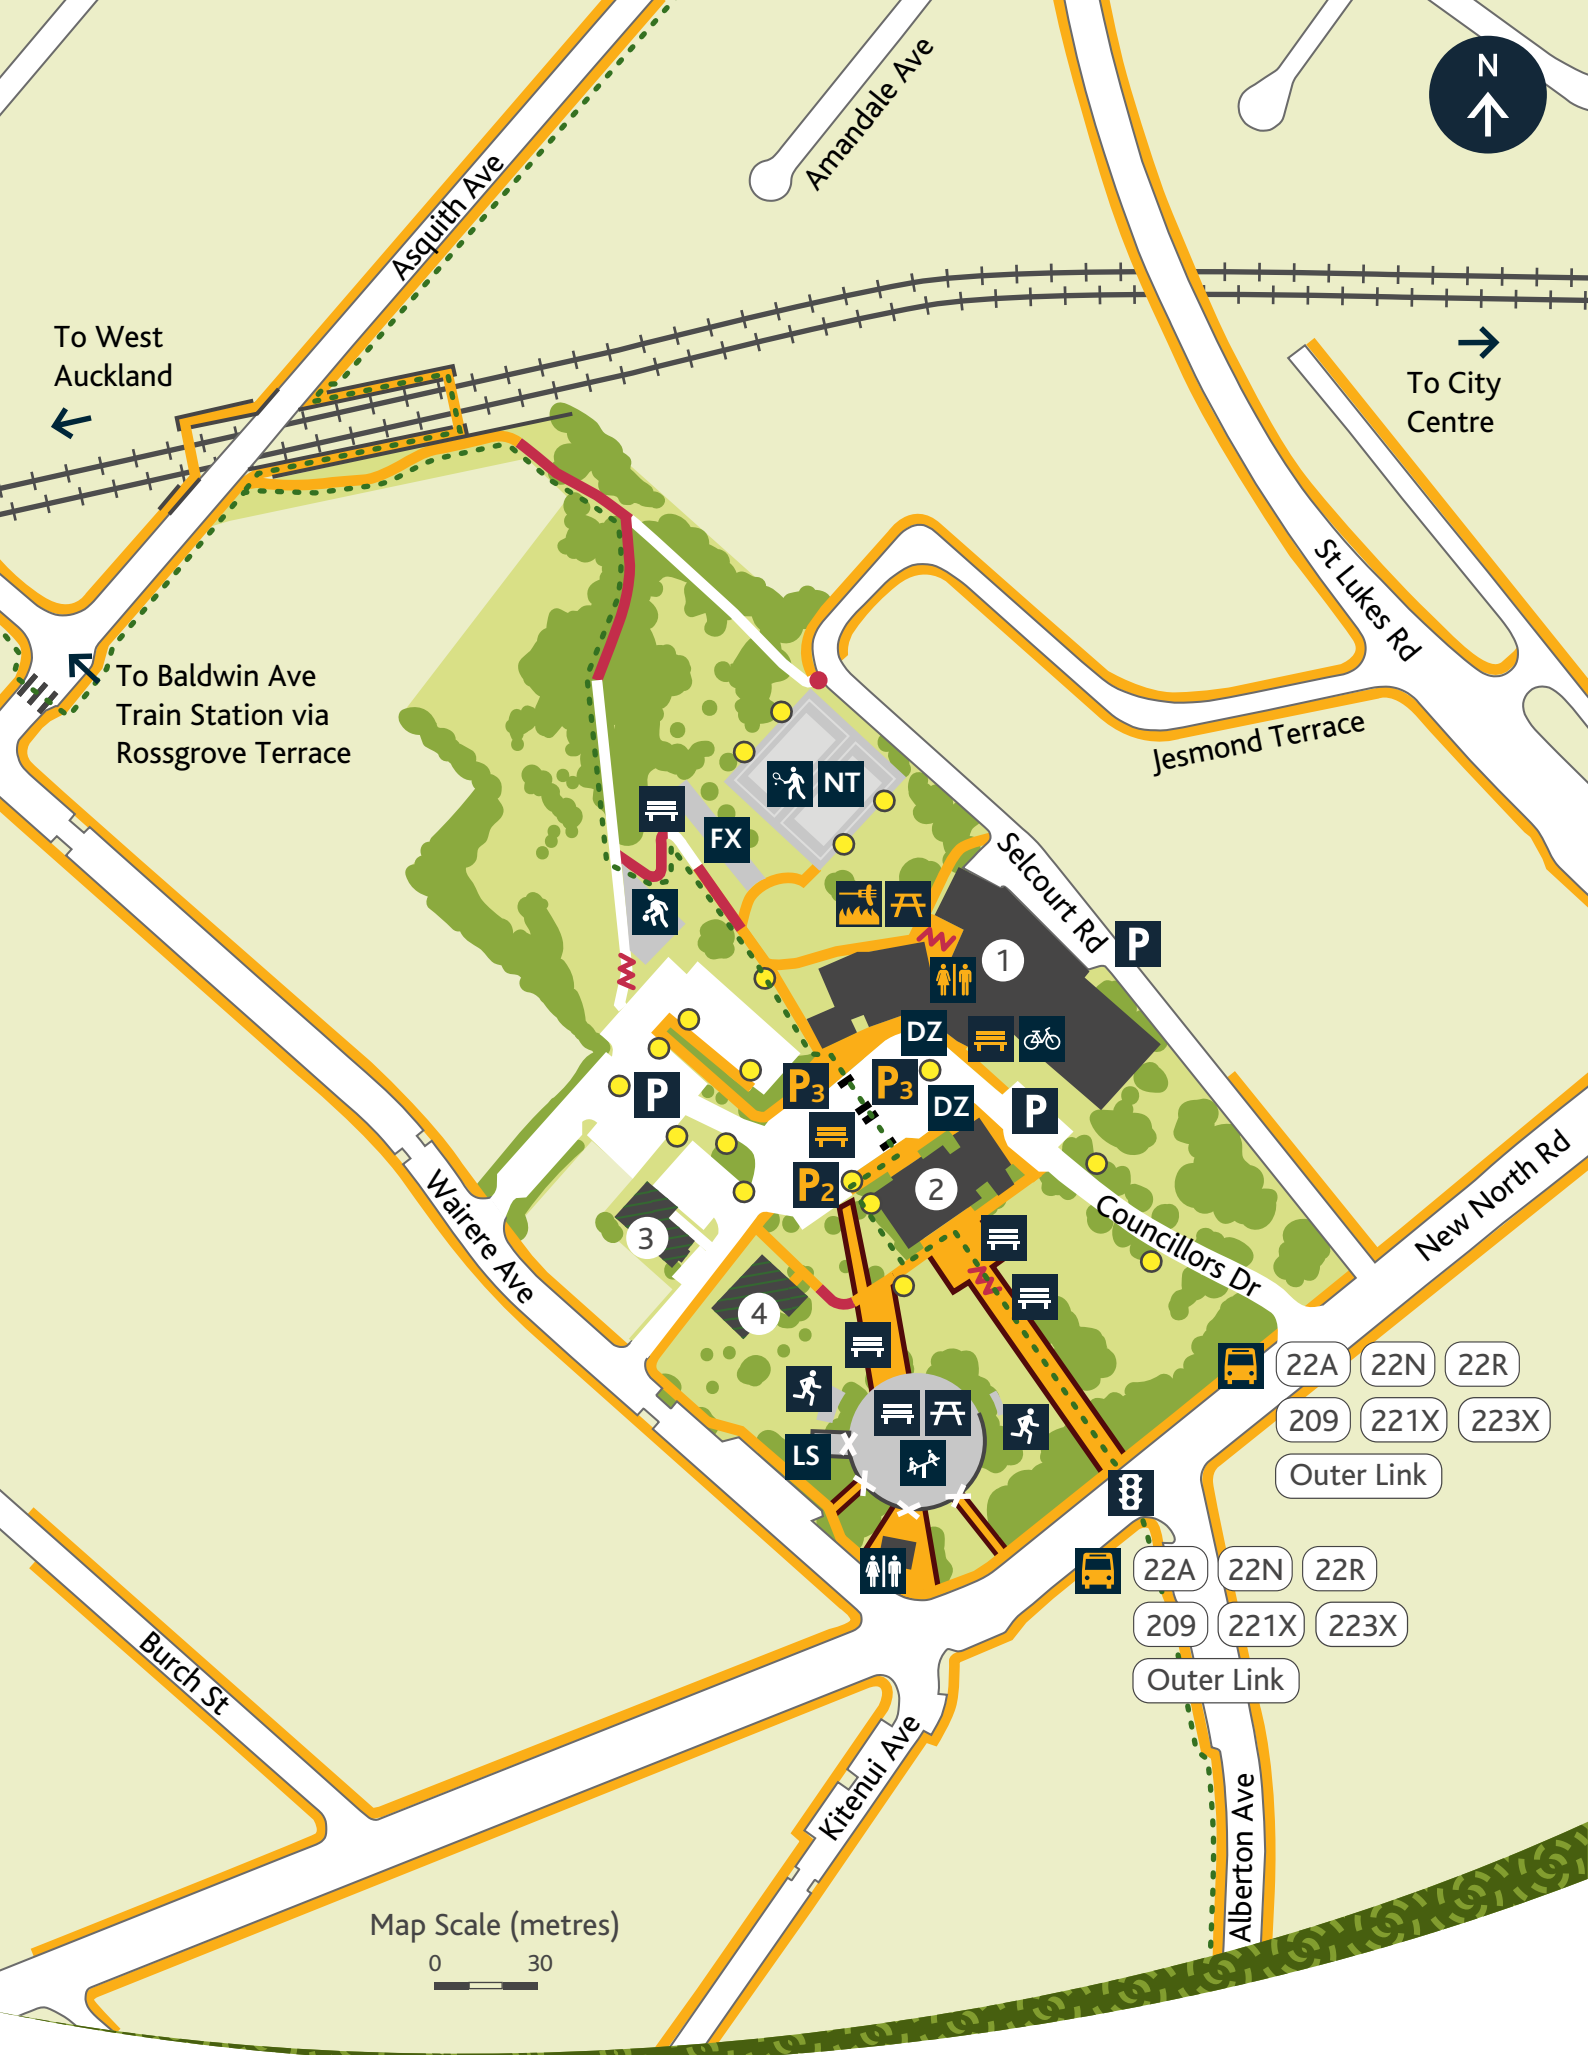 N
Amandale Ave
Asquith Ave
To West
Auckland
To City
Centre
St Lukes Rd
To Baldwin Ave
Train Station via
Rossgrove Terrace
Jesmond Terrace
NT
FX
Selcourt Rd
P
1
DZ
P3
P3
P
DZ
P
New North Rd
P2
2
Wairere Ave
3
Councillors Dr
4
22A 22N 22R
209 221X 223X
Outer Link
LS
22A 22N 22R
209 221X 223X
Outer Link
Burch St
Kitenui Ave
Alberton Ave
Map Scale (metres)
0 30